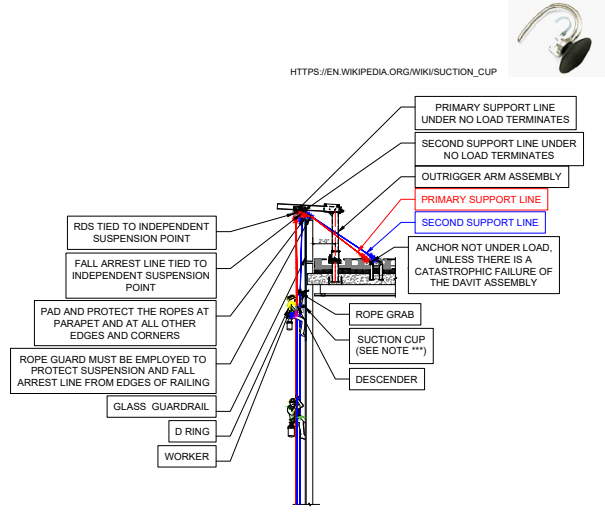 HTTPS://EN.WIKIPEDIA.ORG/WIKI/SUCTION_CUP
PRIMARY SUPPORT LINE
UNDER NO LOAD TERMINATES
SECOND SUPPORT LINE UNDER
NO LOAD TERMINATES
OUTRIGGER ARM ASSEMBLY
PRIMARY SUPPORT LINE
SECOND SUPPORT LINE
ANCHOR NOT UNDER LOAD,
UNLESS THERE IS A
CATASTROPHIC FAILURE OF
THE DAVIT ASSEMBLY
RDS TIED TO INDEPENDENT
SUSPENSION POINT
FALL ARREST LINE TIED TO
INDEPENDENT SUSPENSION
POINT
PAD AND PROTECT THE ROPES AT
PARAPET AND AT ALL OTHER
EDGES AND CORNERS
ROPE GUARD MUST BE EMPLOYED TO
PROTECT SUSPENSION AND FALL
ARREST LINE FROM EDGES OF RAILING
GLASS GUARDRAIL
D RING
WORKER
2'-0"
ROPE GRAB
SUCTION CUP
(SEE NOTE ***)
DESCENDER